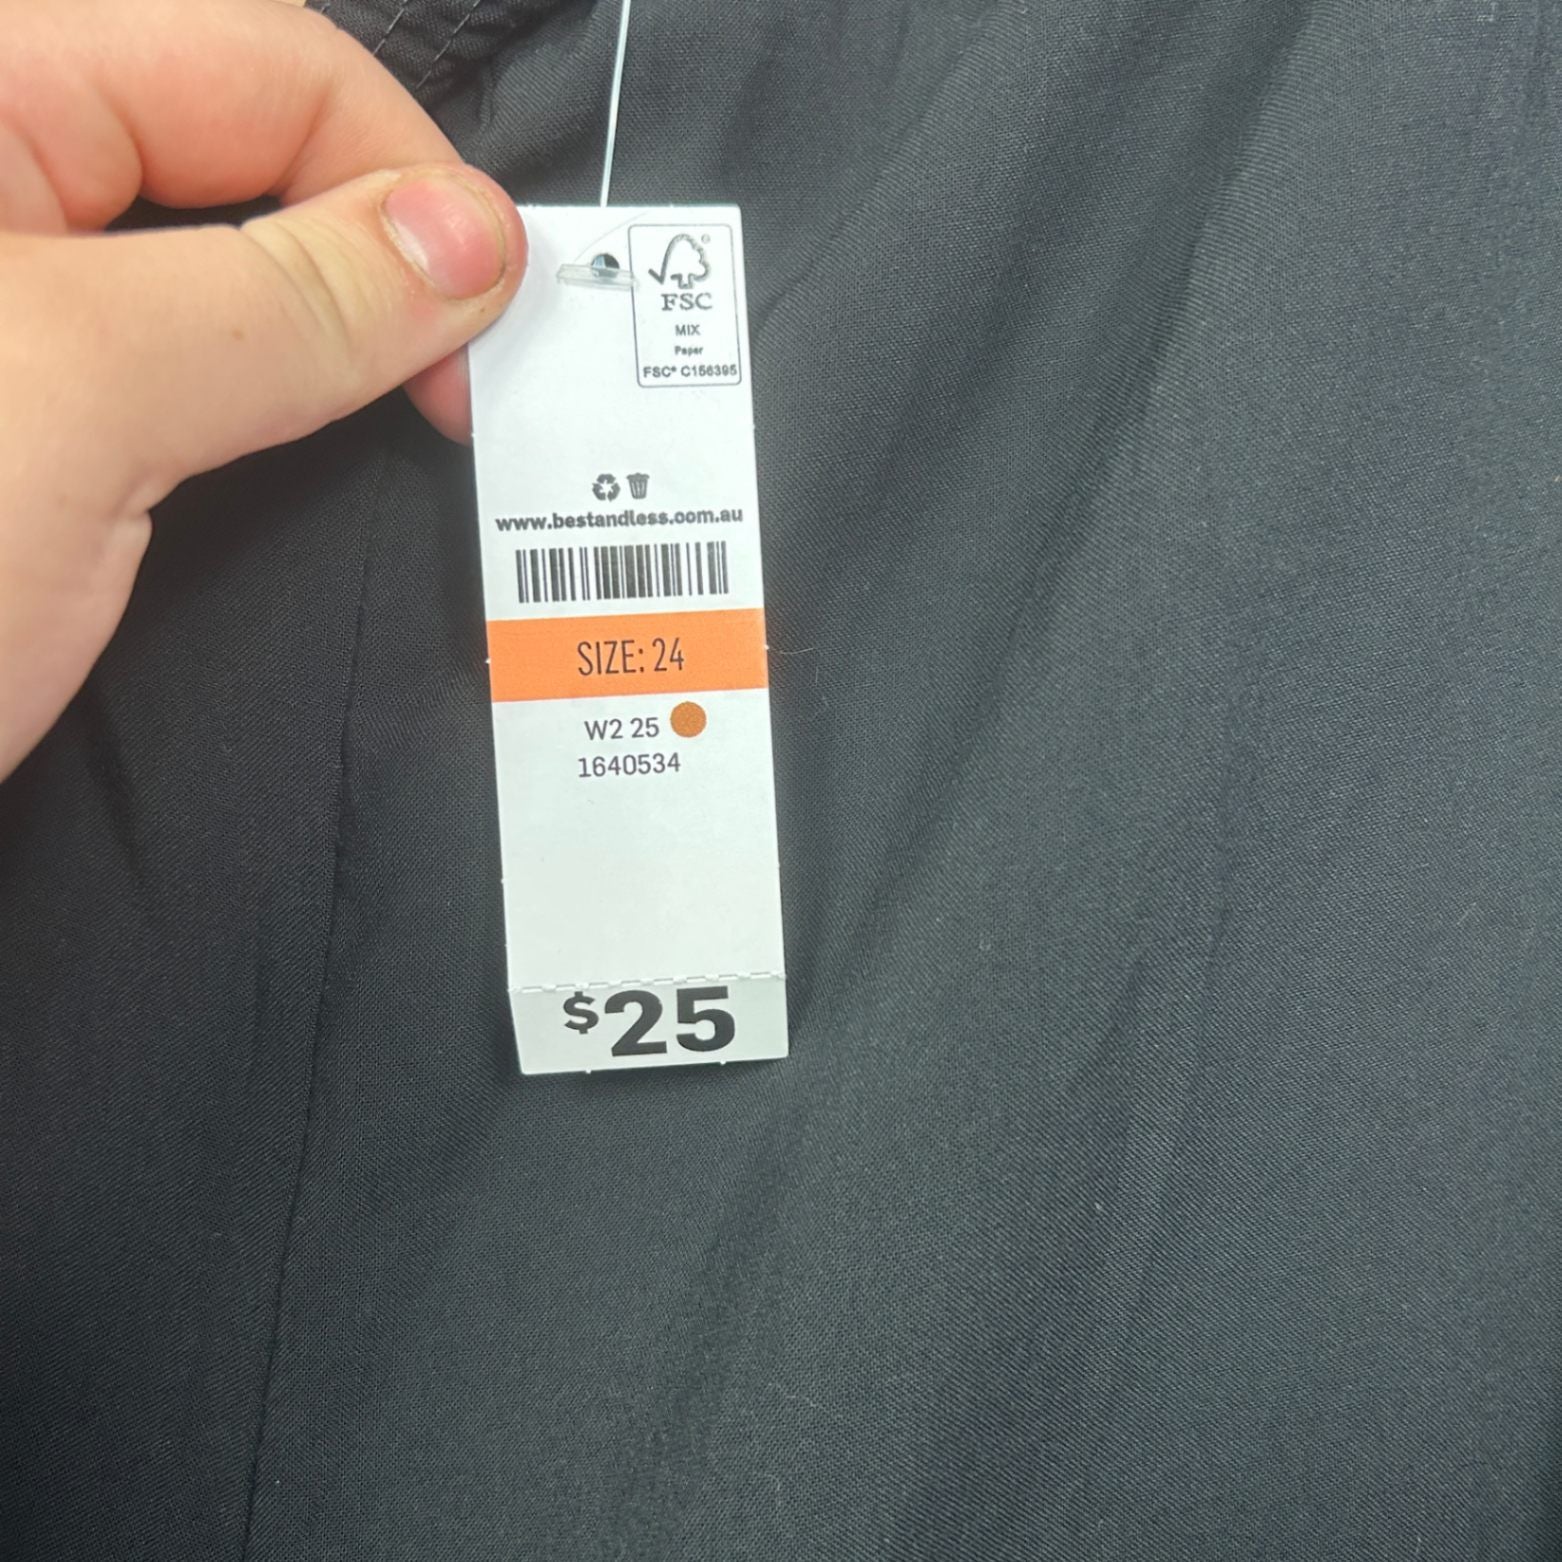 FSC
MIX
Paper
FSC® C156395
www.bestandless.com.au
SIZE: 24
W2 25
1640534
$25